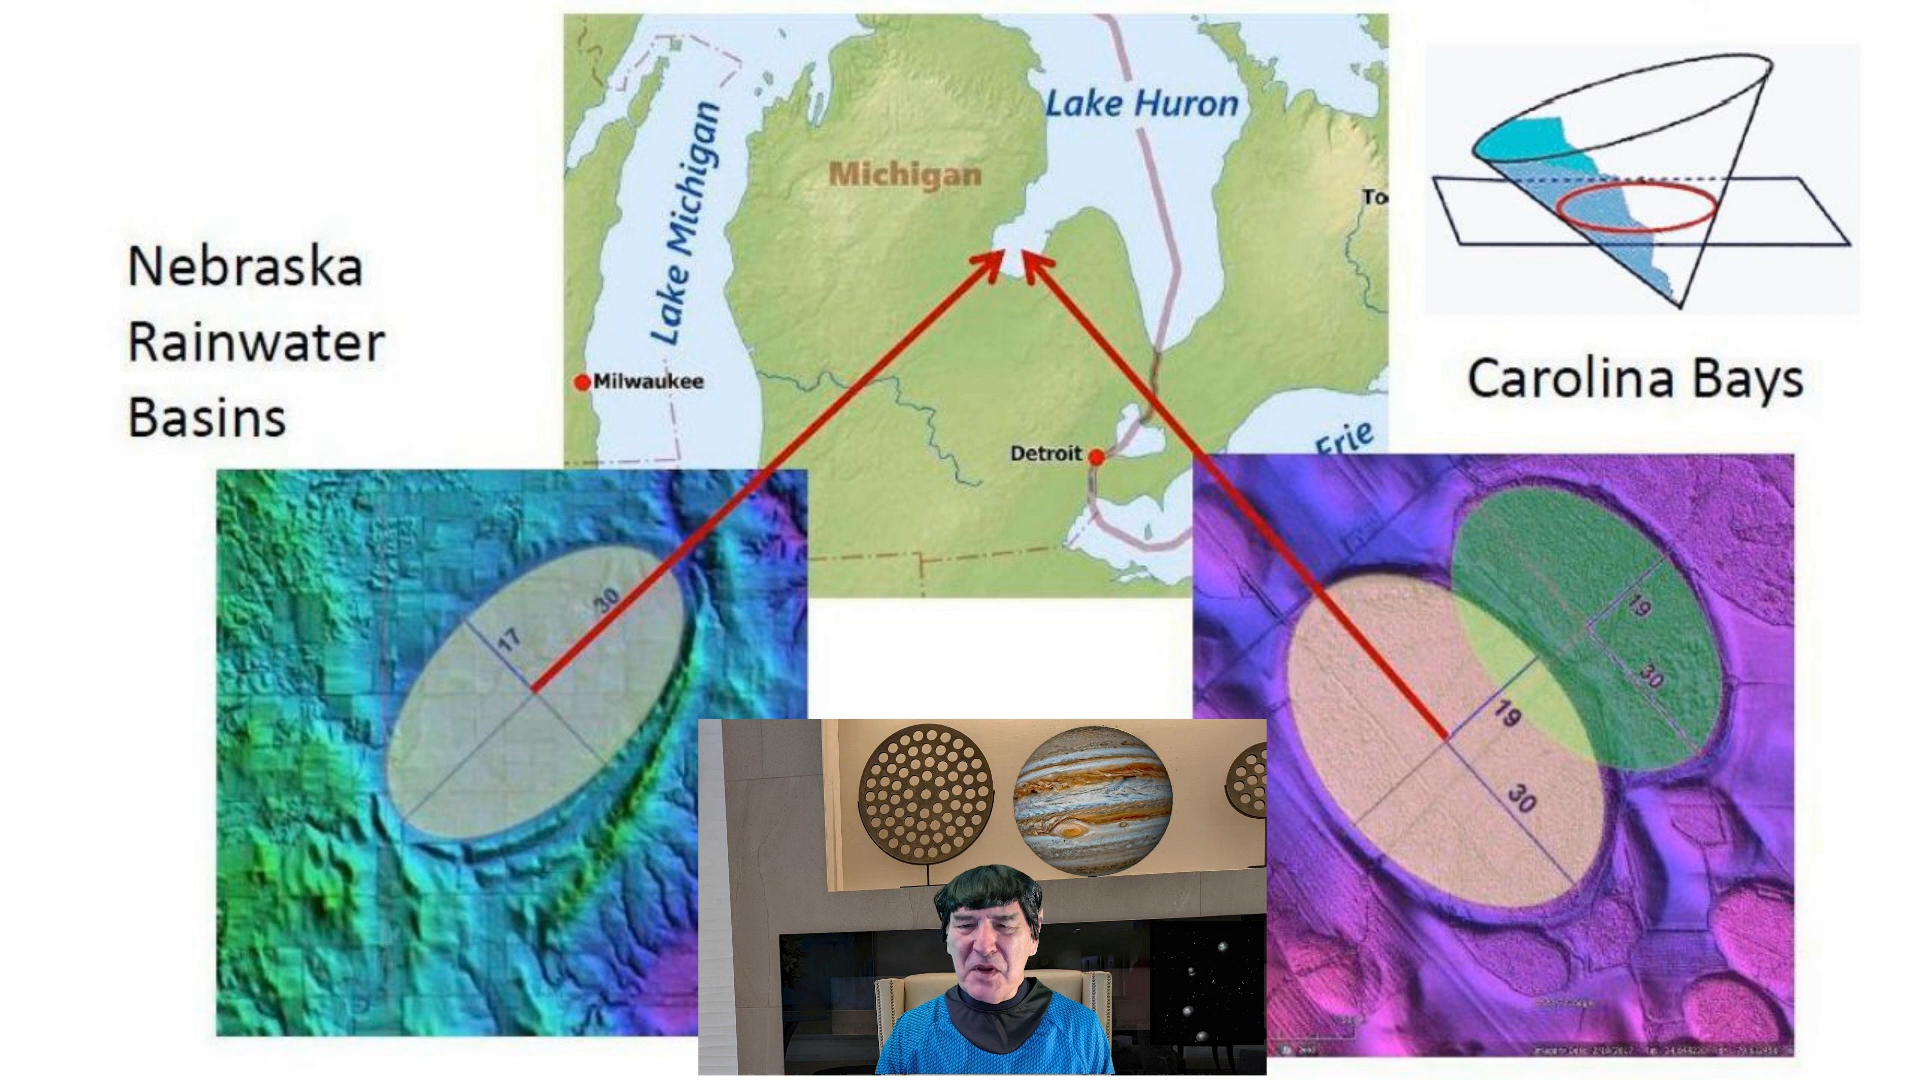 Nebraska
Rainwater
Basins
Lake Michigan
Lake Huron
Michigan
To
Milwaukee
Detroit
Erie
Carolina Bays
30
17
19
30
19
30